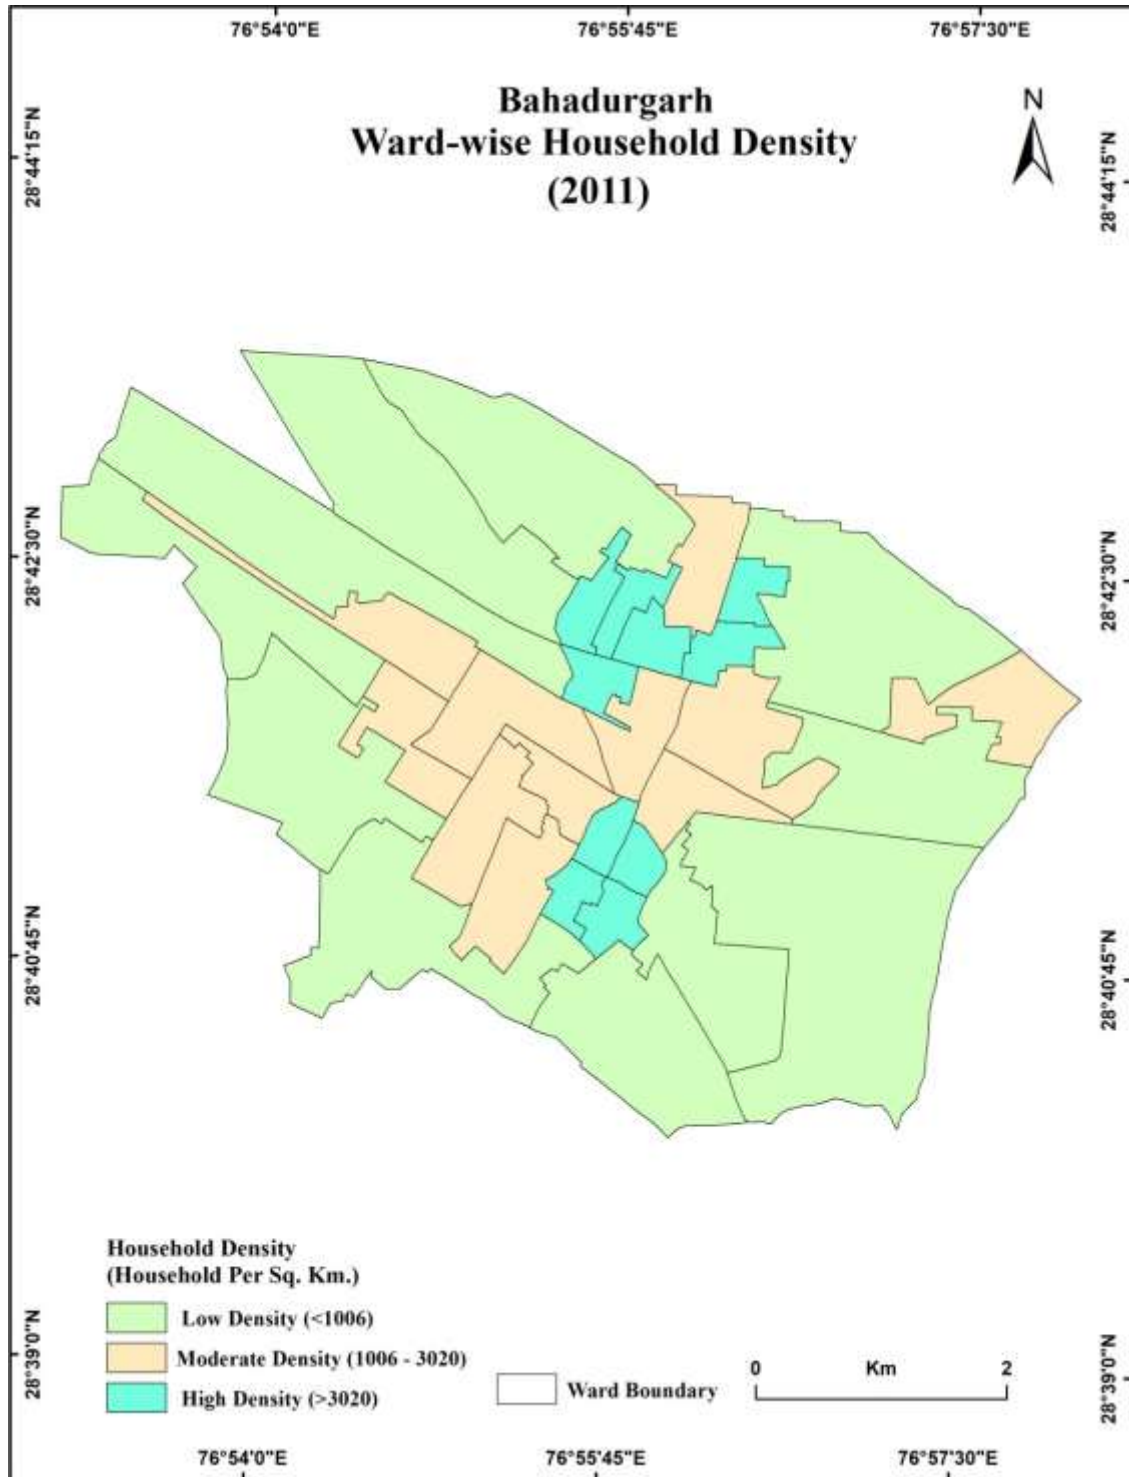 76°54'0"E
76°55'45"E
76°57'30"E
Bahadurgarh
Ward-wise Household Density
(2011)
N
28°44'15"N
28°44'15"N
28°42'30"N
28°42'30"N
28°40'45"N
28°40'45"N
28°39'0"N
28°39'0"N
Household Density
(Household Per Sq. Km.)
Low Density (<1006)
Moderate Density (1006 - 3020)
High Density (>3020)
Ward Boundary
0 Km 2
76°54'0"E
76°55'45"E
76°57'30"E